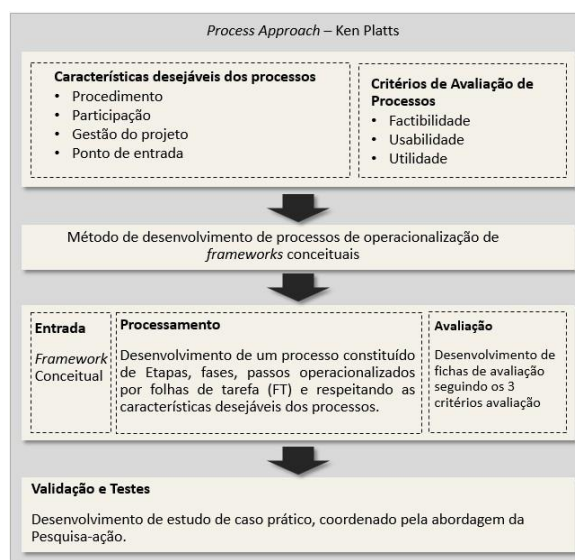 Process Approach – Ken Platts
Características desejáveis dos processos
• Procedimento
• Participação
• Gestão do projeto
• Ponto de entrada
Critérios de Avaliação de
Processos
• Factibilidade
• Usabilidade
• Utilidade
Método de desenvolvimento de processos de operacionalização de
frameworks conceituais
Entrada
Framework
Conceitual
Processamento
Desenvolvimento de um processo constituído
de Etapas, fases, passos operacionalizados
por folhas de tarefa (FT) e respeitando as
características desejáveis dos processos.
Avaliação
Desenvolvimento de
fichas de avaliação
seguindo os 3
critérios avaliação
Validação e Testes
Desenvolvimento de estudo de caso prático, coordenado pela abordagem da
Pesquisa-ação.